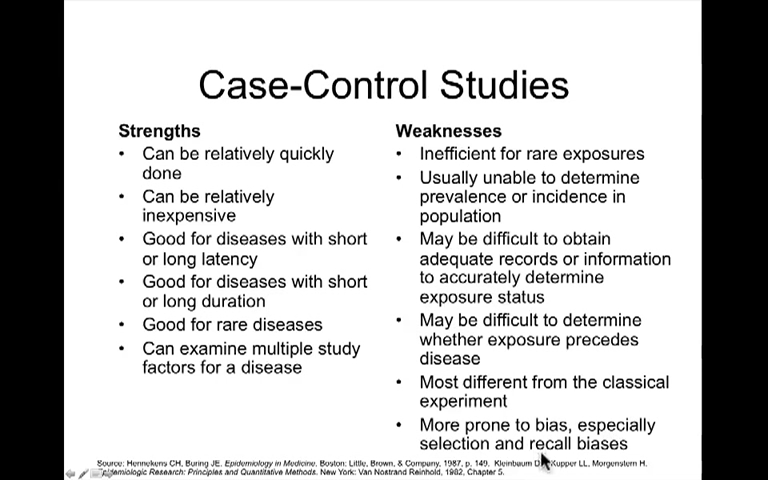 Case-Control Studies
Strengths
• Can be relatively quickly
done
• Can be relatively
inexpensive
• Good for diseases with short
or long latency
• Good for diseases with short
or long duration
• Good for rare diseases
• Can examine multiple study
factors for a disease
Weaknesses
• Inefficient for rare exposures
• Usually unable to determine
prevalence or incidence in
population
• May be difficult to obtain
adequate records or information
to accurately determine
exposure status
• May be difficult to determine
whether exposure precedes
disease
• Most different from the classical
experiment
• More prone to bias, especially
selection and recall biases
Source: Hennekens CH, Buring JE. Epidemiology in Medicine. Boston: Little, Brown, & Company, 1987, p. 149. Kleinbaum Kupper LL, Morgenstern H.
Epidemiologic Research: Principles and Quantitative Methods. New York: Van Nostrand Reinhold, 1982, Chapter 5.